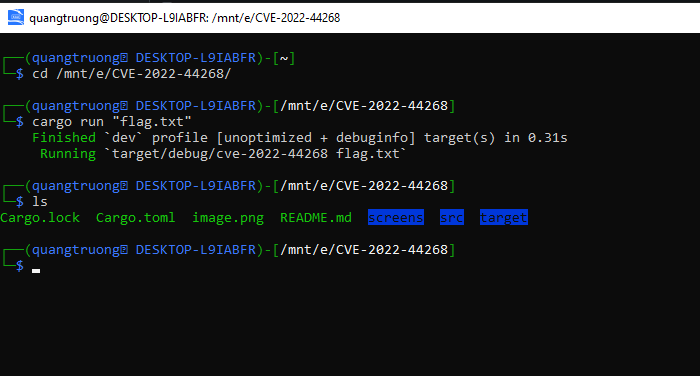 quangtruong@DESKTOP-L9IABFR: /mnt/e/CVE-2022-44268
┌──(quangtruong㉿ DESKTOP-L9IABFR)-[~]
└─$ cd /mnt/e/CVE-2022-44268/
┌──(quangtruong㉿ DESKTOP-L9IABFR)-[/mnt/e/CVE-2022-44268]
└─$ cargo run "flag.txt"
Finished `dev` profile [unoptimized + debuginfo] target(s) in 0.31s
Running `target/debug/cve-2022-44268 flag.txt`
┌──(quangtruong㉿ DESKTOP-L9IABFR)-[/mnt/e/CVE-2022-44268]
└─$ ls
Cargo.lock Cargo.toml image.png README.md screens src target
┌──(quangtruong㉿ DESKTOP-L9IABFR)-[/mnt/e/CVE-2022-44268]
└─$